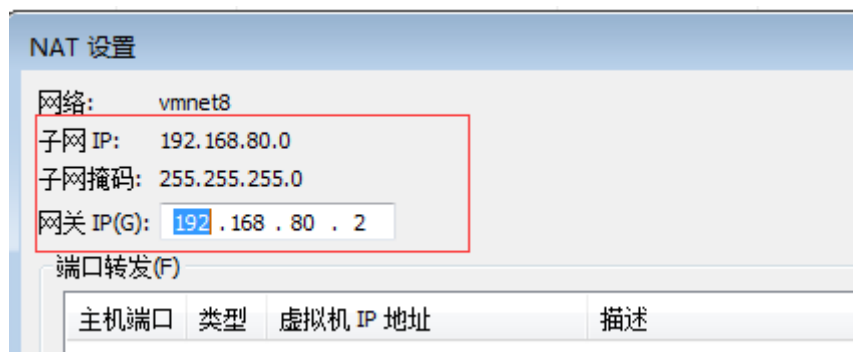 NAT 设置
网络: vmnet8
子网 IP: 192.168.80.0
子网掩码: 255.255.255.0
网关 IP(G): 192 . 168 . 80 . 2
端口转发(F)
主机端口 类型 虚拟机 IP 地址 描述